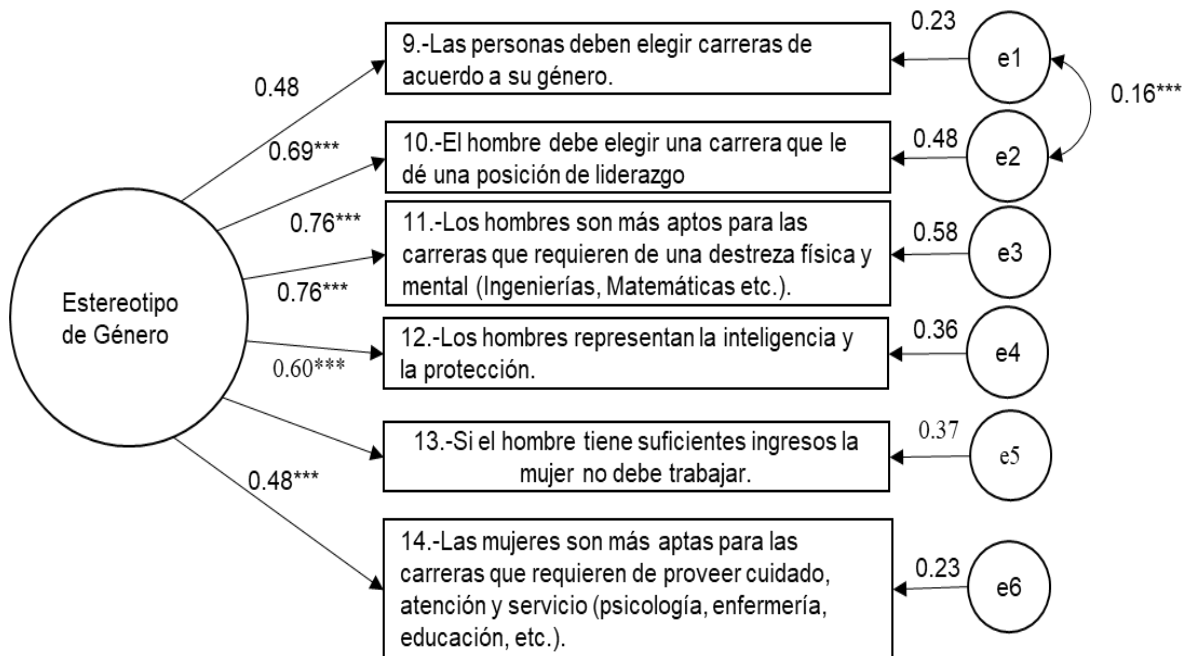 0.23
9.-Las personas deben elegir carreras de
acuerdo a su género.
e1
0.48
0.16***
0.69***
10.-El hombre debe elegir una carrera que le
dé una posición de liderazgo
0.48
e2
0.76***
11.-Los hombres son más aptos para las
carreras que requieren de una destreza física y
mental (Ingenierías, Matemáticas etc.).
0.58
e3
0.76***
Estereotipo
de Género
12.-Los hombres representan la inteligencia y
la protección.
0.36
e4
0.60***
13.-Si el hombre tiene suficientes ingresos la
mujer no debe trabajar.
0.37
e5
0.48***
14.-Las mujeres son más aptas para las
carreras que requieren de proveer cuidado,
atención y servicio (psicología, enfermería,
educación, etc.).
0.23
e6